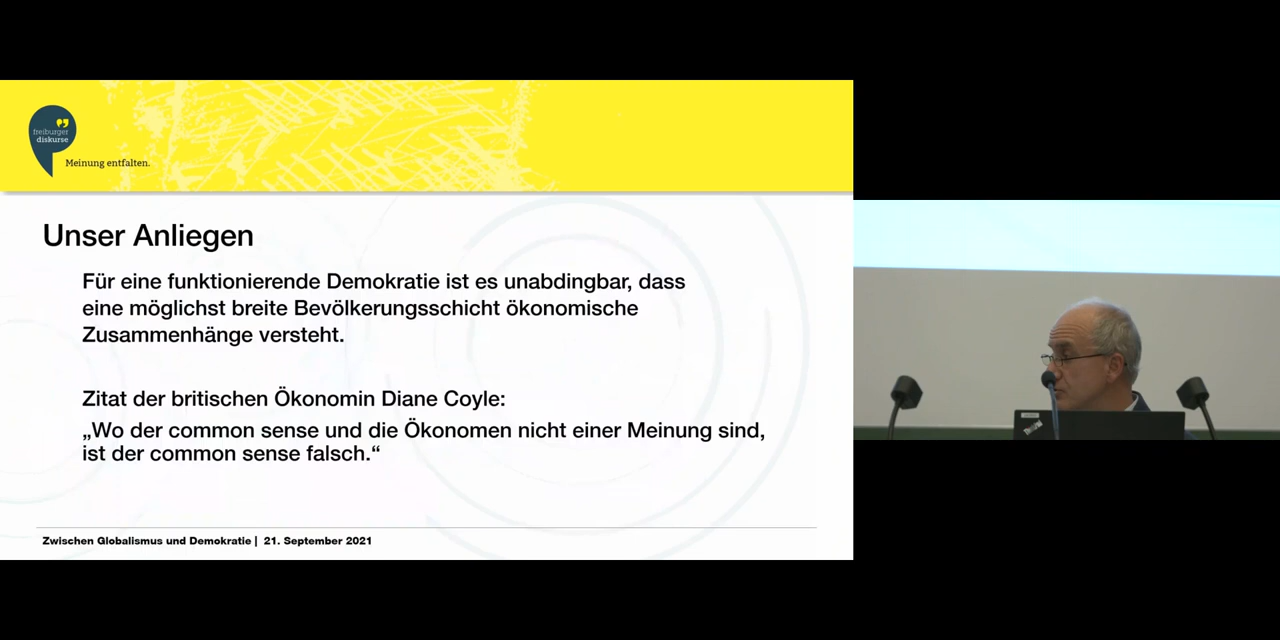 freiburger
diskurse
Meinung entfalten.
Unser Anliegen
Für eine funktionierende Demokratie ist es unabdingbar, dass
eine möglichst breite Bevölkerungsschicht ökonomische
Zusammenhänge versteht.
Zitat der britischen Ökonomin Diane Coyle:
„Wo der common sense und die Ökonomen nicht einer Meinung sind,
ist der common sense falsch.“
Zwischen Globalismus und Demokratie | 21. September 2021